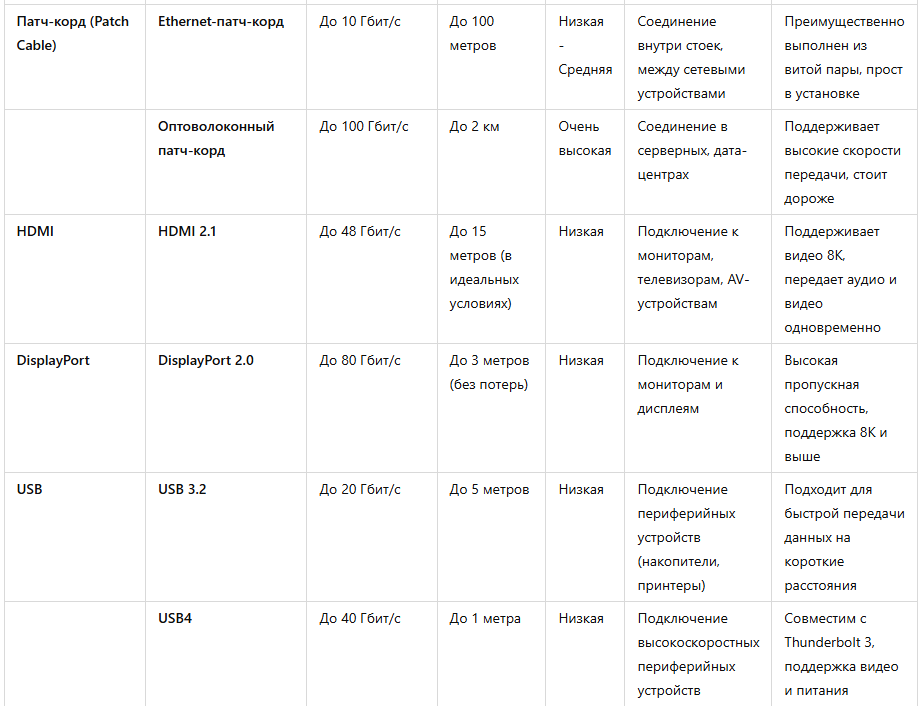 Патч-корд (Patch
Cable)
Ethernet-патч-корд
До 10 Гбит/с
До 100
метров
Низкая
-
Средняя
Соединение
внутри стоек,
между сетевыми
устройствами
Преимущественно
выполнен из
витой пары, прост
в установке
Оптоволоконный
патч-корд
До 100 Гбит/с
До 2 км
Очень
высокая
Соединение в
серверных, дата-
центрах
Поддерживает
высокие скорости
передачи, стоит
дороже
HDMI
HDMI 2.1
До 48 Гбит/с
До 15
метров (в
идеальных
условиях)
Низкая
Подключение к
мониторам,
телевизорам, AV-
устройствам
Поддерживает
видео 8K,
передает аудио и
видео
одновременно
DisplayPort
DisplayPort 2.0
До 80 Гбит/с
До 3 метров
(без потерь)
Низкая
Подключение к
мониторам и
дисплеям
Высокая
пропускная
способность,
поддержка 8K и
выше
USB
USB 3.2
До 20 Гбит/с
До 5 метров
Низкая
Подключение
периферийных
устройств
(накопители,
принтеры)
Подходит для
быстрой передачи
данных на
короткие
расстояния
USB4
До 40 Гбит/с
До 1 метра
Низкая
Подключение
высокоскоростных
периферийных
устройств
Совместим с
Thunderbolt 3,
поддержка видео
и питания